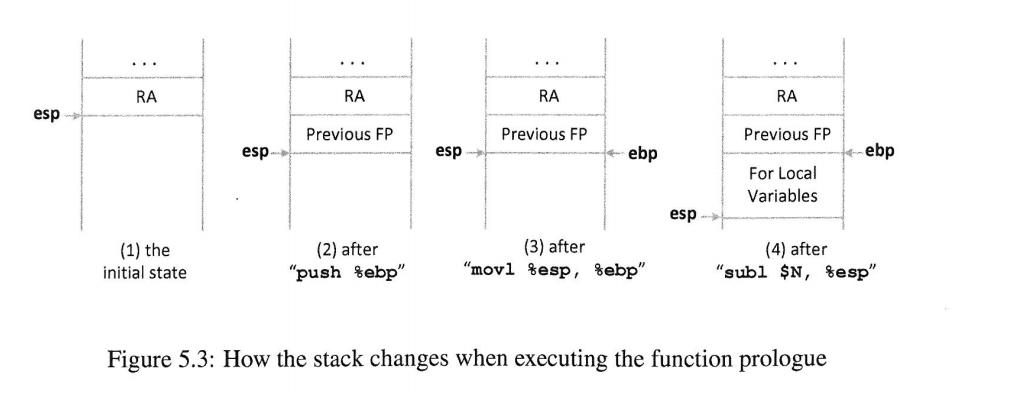 ...
RA
esp
(1) the
initial state
...
RA
Previous FP
esp
(2) after
"push %ebp"
...
RA
Previous FP
esp
ebp
(3) after
"movl %esp, %ebp"
...
RA
Previous FP
ebp
For Local
Variables
esp
(4) after
"subl $N, %esp"
Figure 5.3: How the stack changes when executing the function prologue